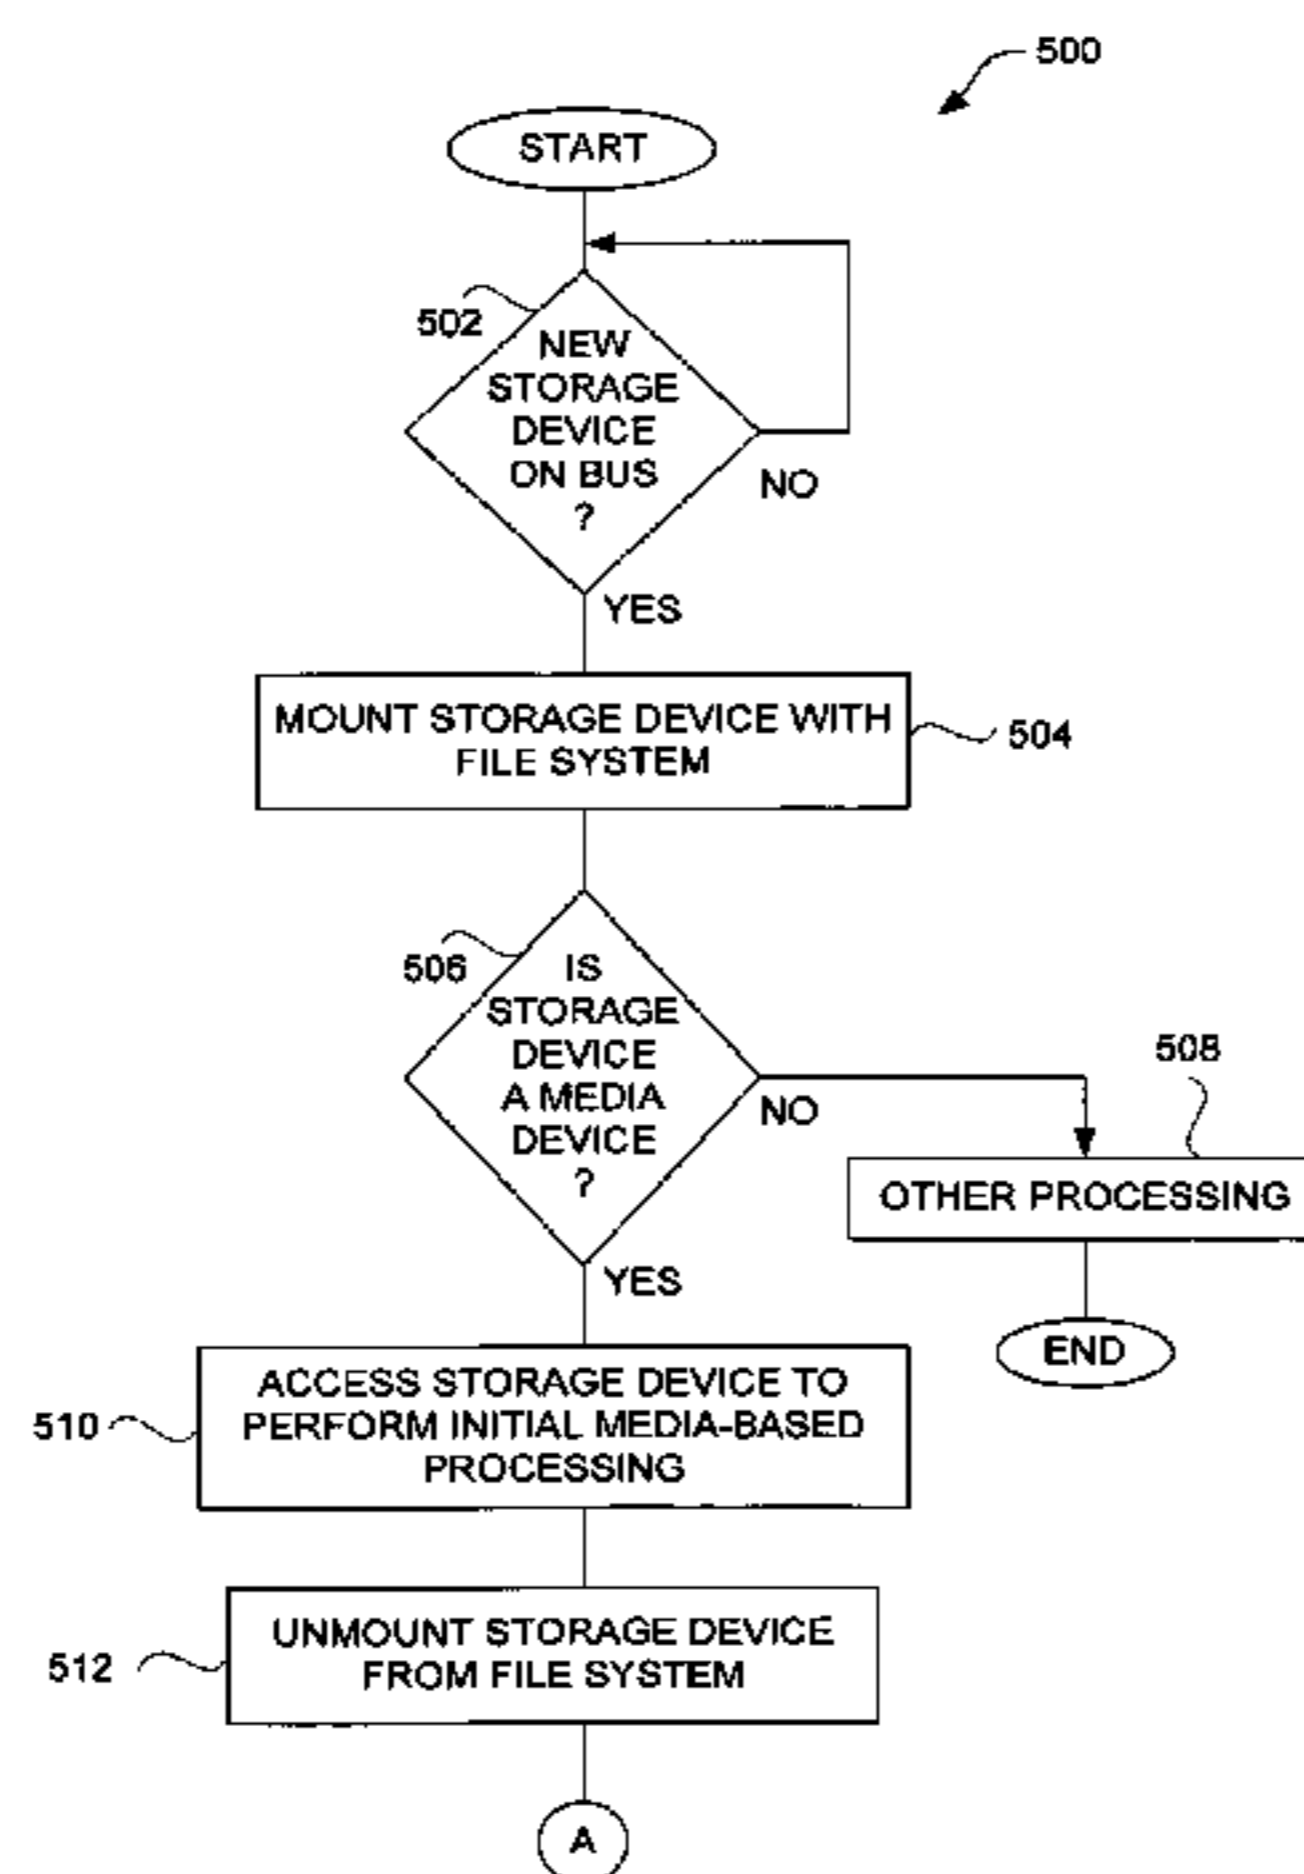 500
START
502
NEW
STORAGE
DEVICE
ON BUS
?
NO
YES
MOUNT STORAGE DEVICE WITH
FILE SYSTEM
504
506
IS
STORAGE
DEVICE
A MEDIA
DEVICE
?
NO
508
OTHER PROCESSING
END
YES
510
ACCESS STORAGE DEVICE TO
PERFORM INITIAL MEDIA-BASED
PROCESSING
512
UNMOUNT STORAGE DEVICE
FROM FILE SYSTEM
A